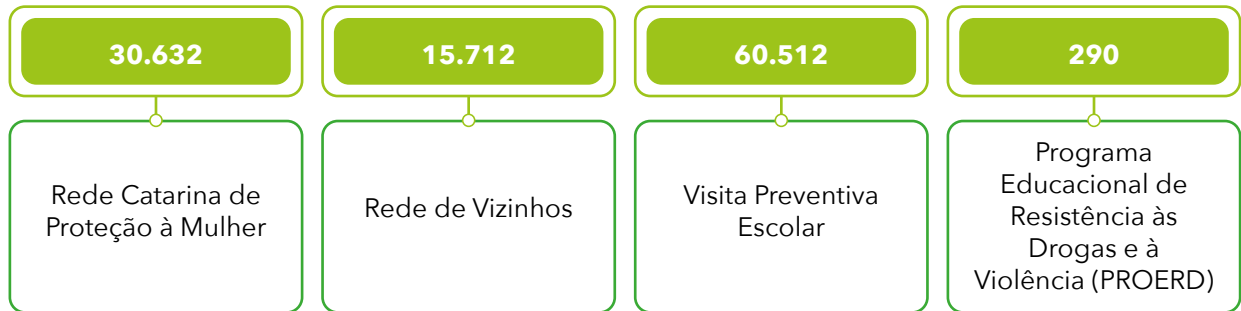 30.632
Rede Catarina de
Proteção à Mulher
15.712
Rede de Vizinhos
60.512
Visita Preventiva
Escolar
290
Programa
Educacional de
Resistência às
Drogas e à
Violência (PROERD)